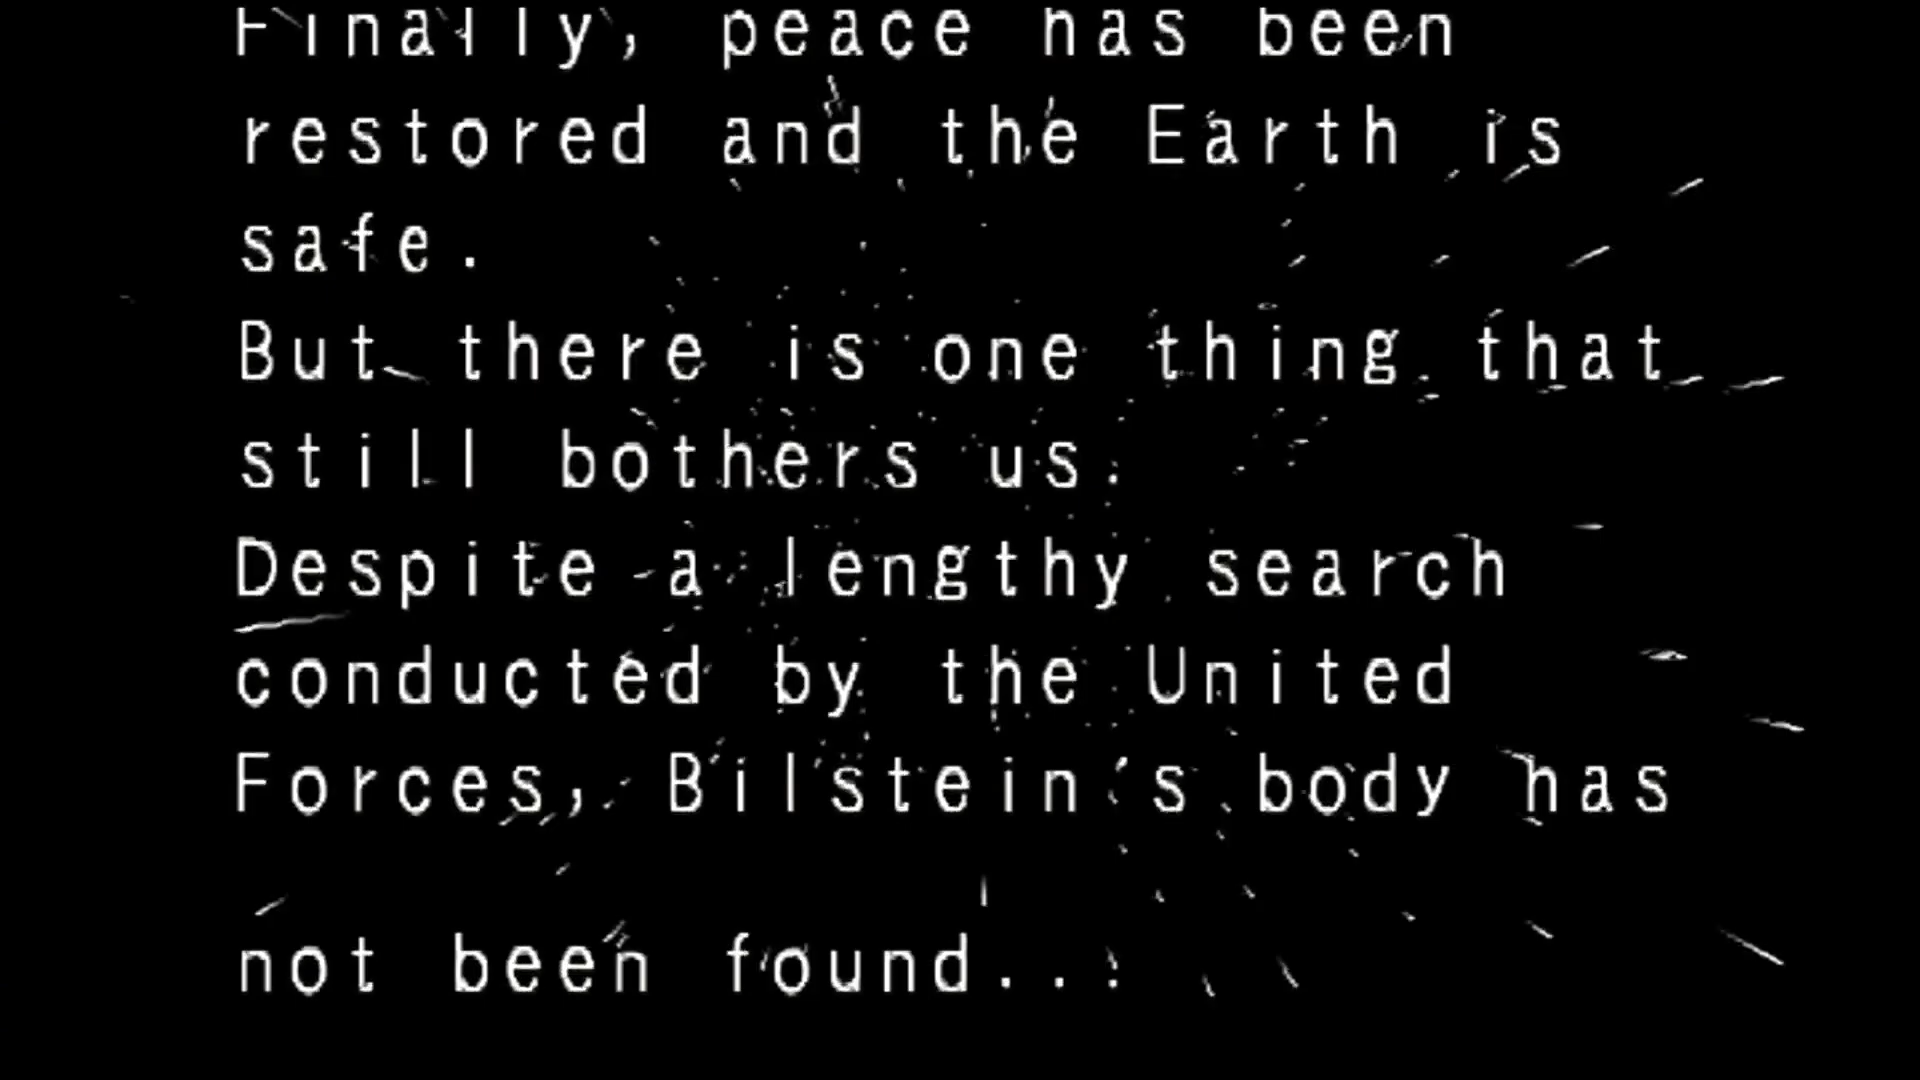 Finally, peace has been
restored and the Earth is
safe.
But there is one thing that
still bothers us.
Despite a lengthy search
conducted by the United
Forces, Bilstein's body has
not been found...